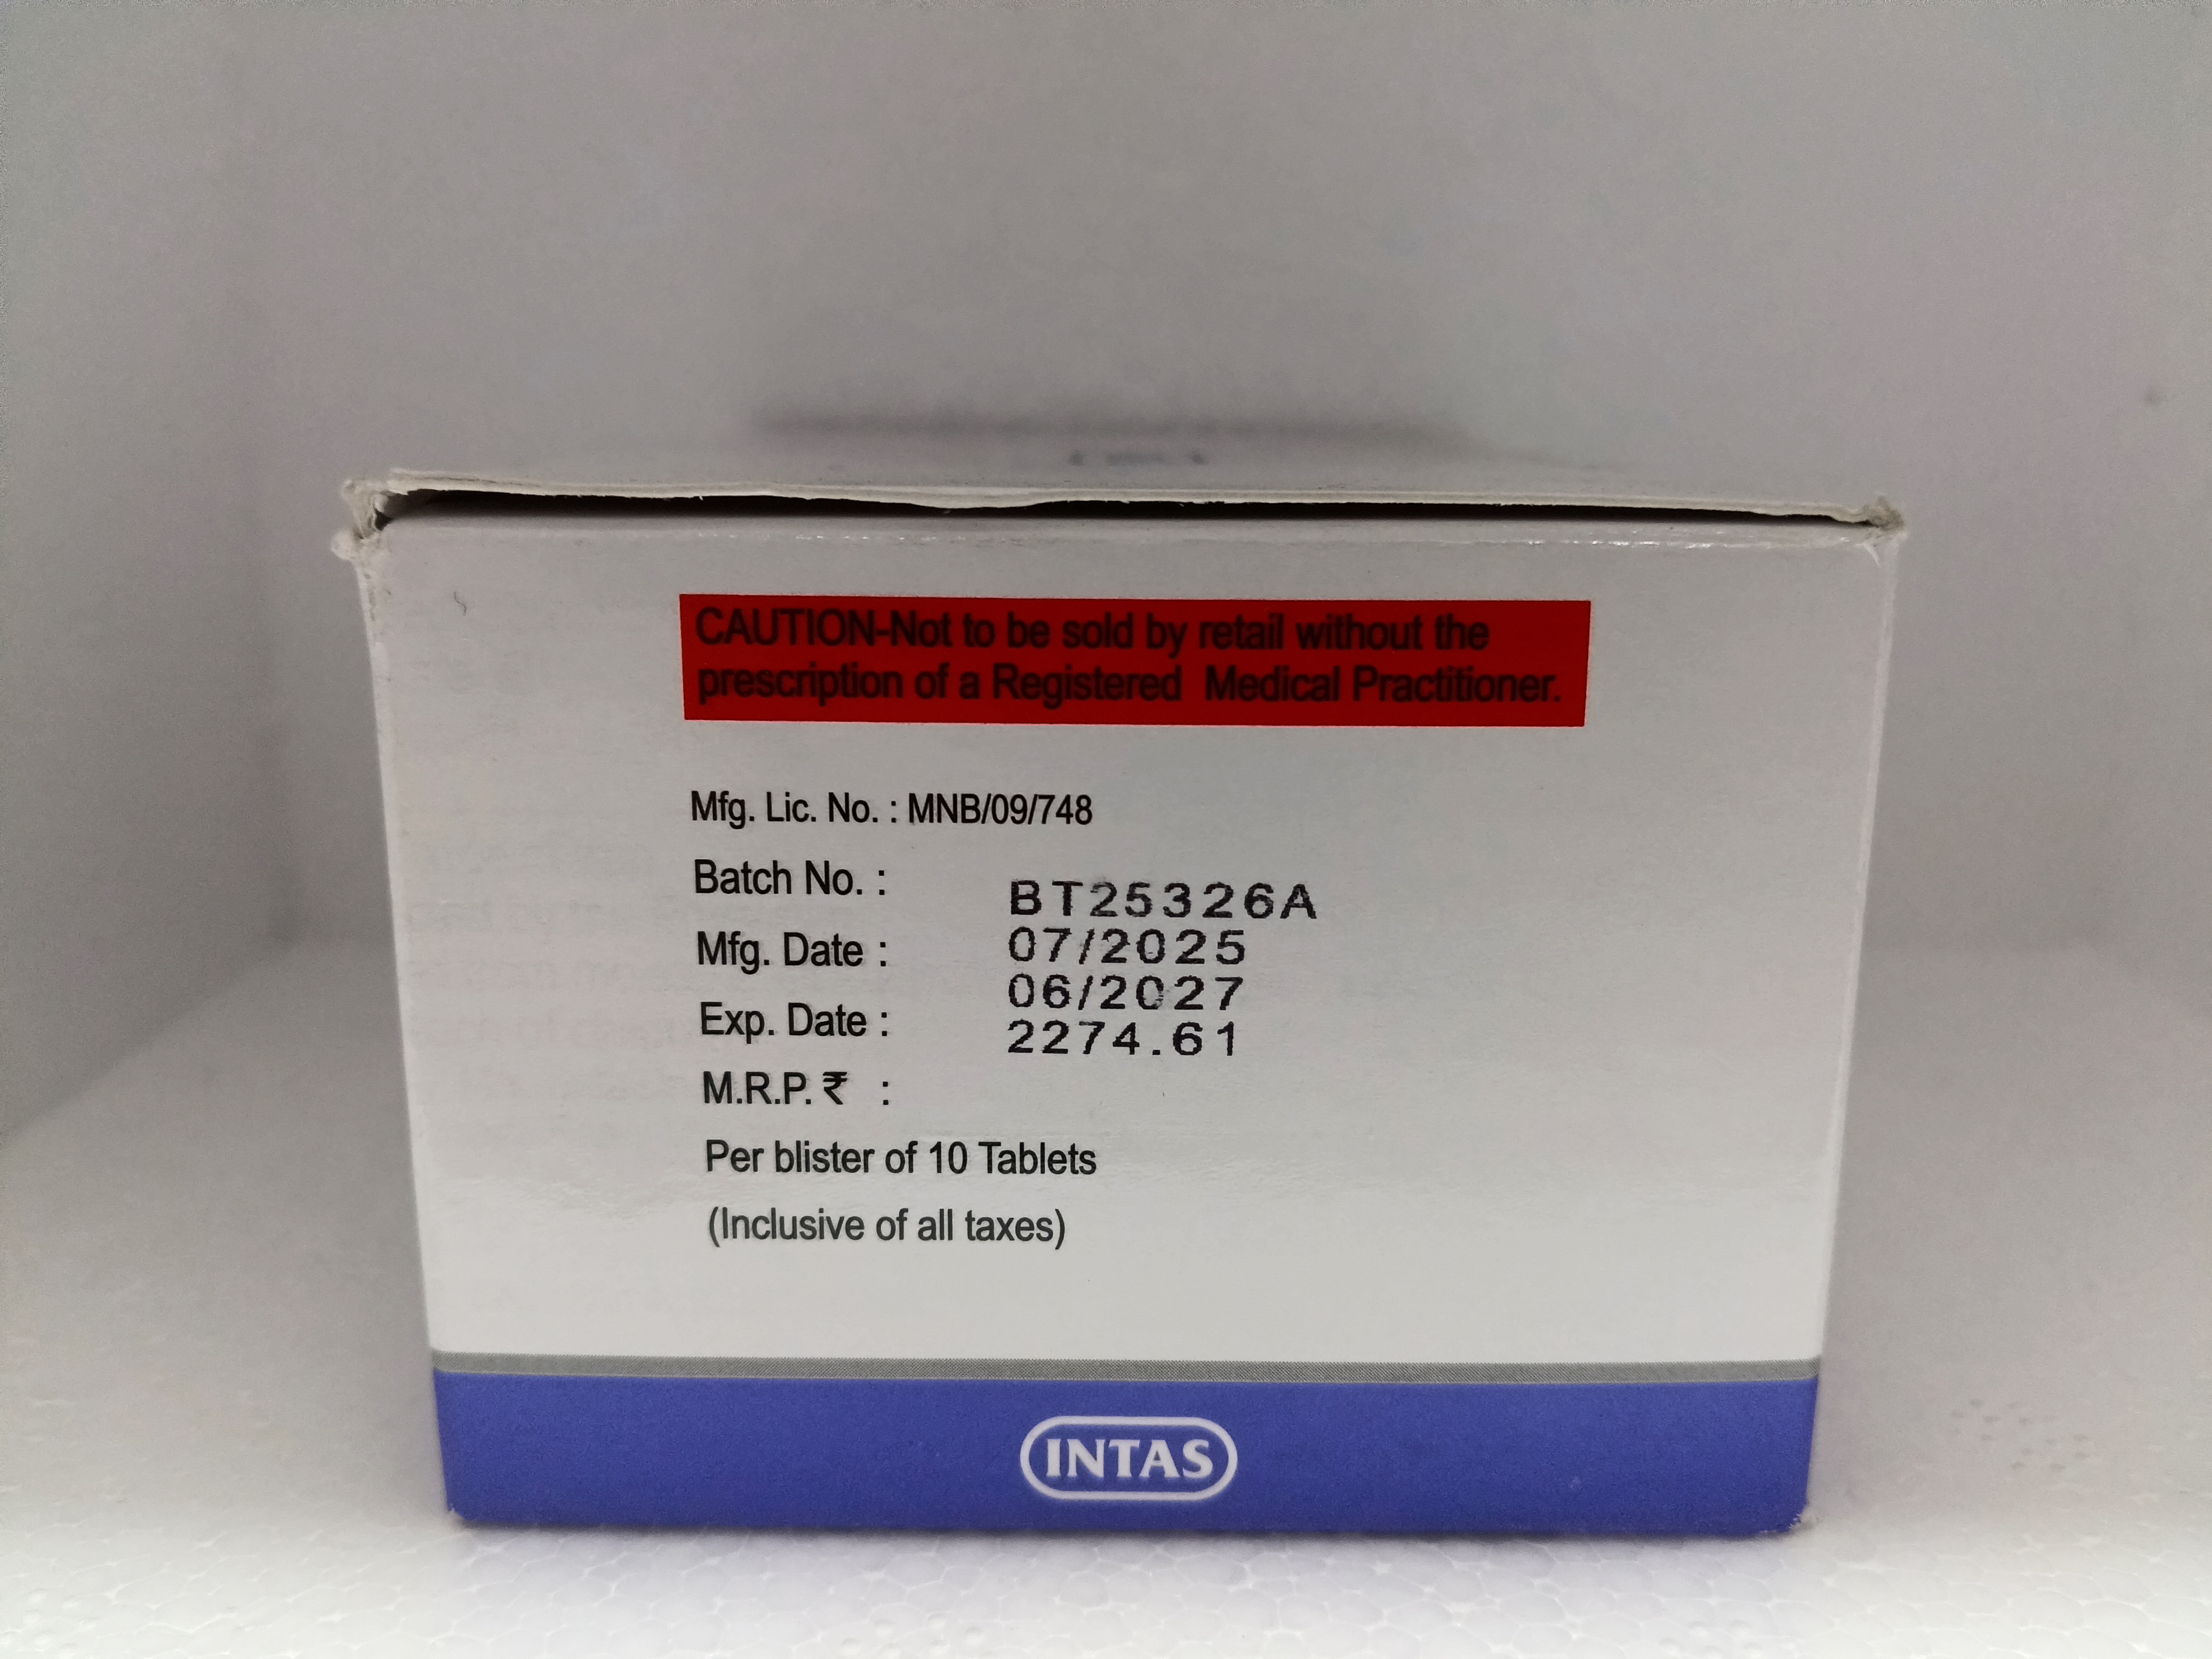 CAUTION-Not to be sold by retail without the
prescription of a Registered Medical Practitioner.
Mfg. Lic. No. : MNB/09/748
Batch No. : BT25326A
Mfg. Date : 07/2025
Exp. Date : 06/2027
M.R.P. ₹ : 2274.61
Per blister of 10 Tablets
(Inclusive of all taxes)
INTAS